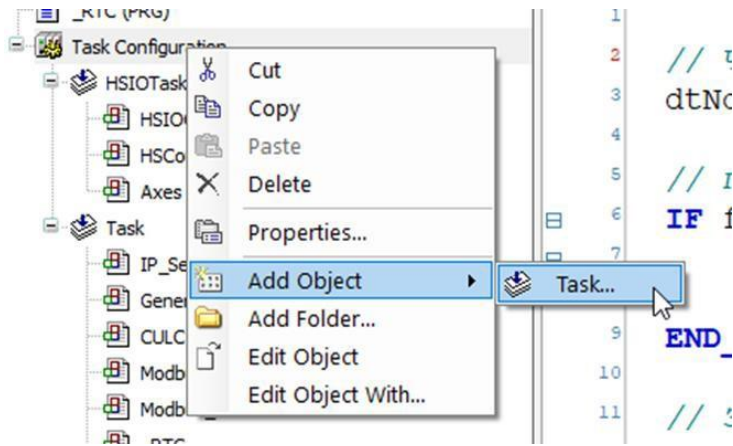 _RTC (PRG)
Task Configuration
HSIOTask
HSIO
HSCo
Axes
Task
IP_Se
Gener
CULC
Modb
Modb
_RTC
Cut
Copy
Paste
Delete
Properties...
Add Object
Add Folder...
Edit Object
Edit Object With...
Task...
1
2 //
3 dtNo
4
5 //
6 IF f
7
9 END_
10
11 //